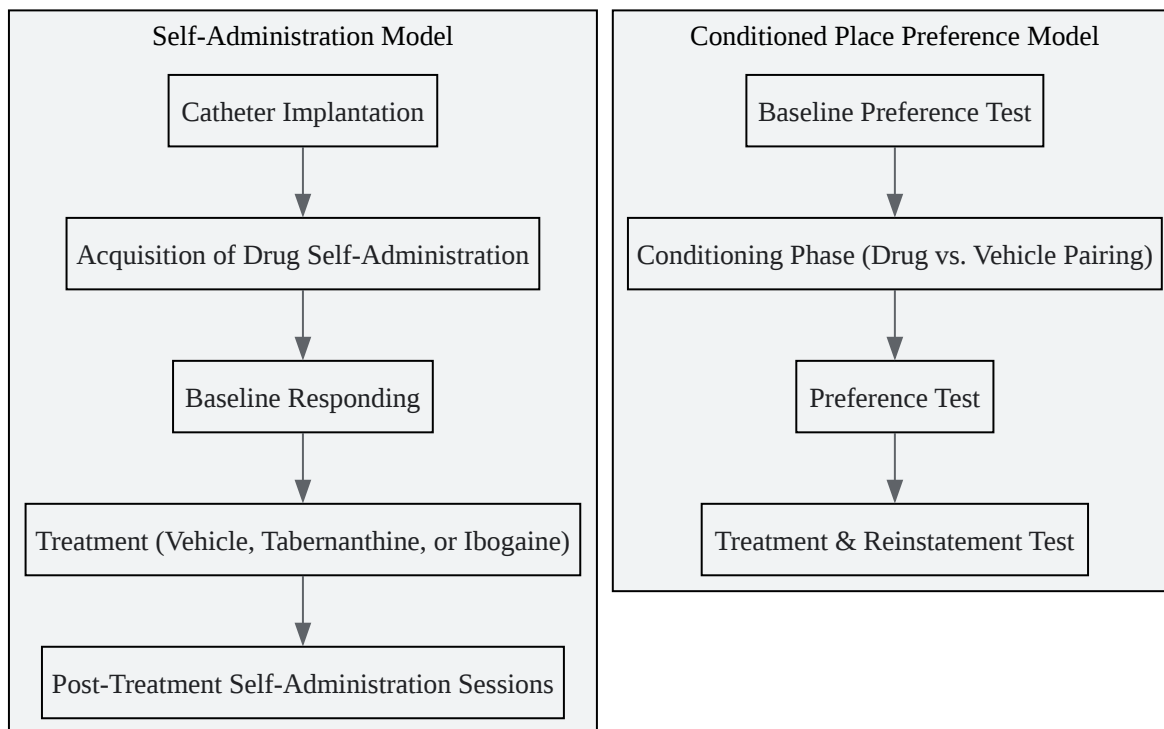 Self-Administration Model
Catheter Implantation
Acquisition of Drug Self-Administration
Baseline Responding
Treatment (Vehicle, Tabernanthine, or Ibogaine)
Post-Treatment Self-Administration Sessions
Conditioned Place Preference Model
Baseline Preference Test
Conditioning Phase (Drug vs. Vehicle Pairing)
Preference Test
Treatment & Reinstatement Test